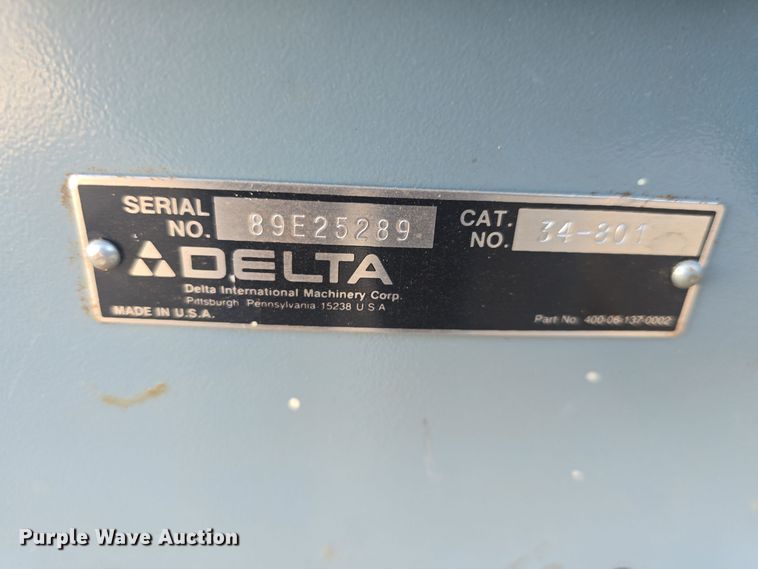 SERIAL NO. 89E25289
CAT. NO. 34-801
DELTA
Delta International Machinery Corp.
Pittsburgh Pennsylvania 15238 U S A
MADE IN U.S.A.
Part No. 400-06-137-0002
Purple Wave Auction